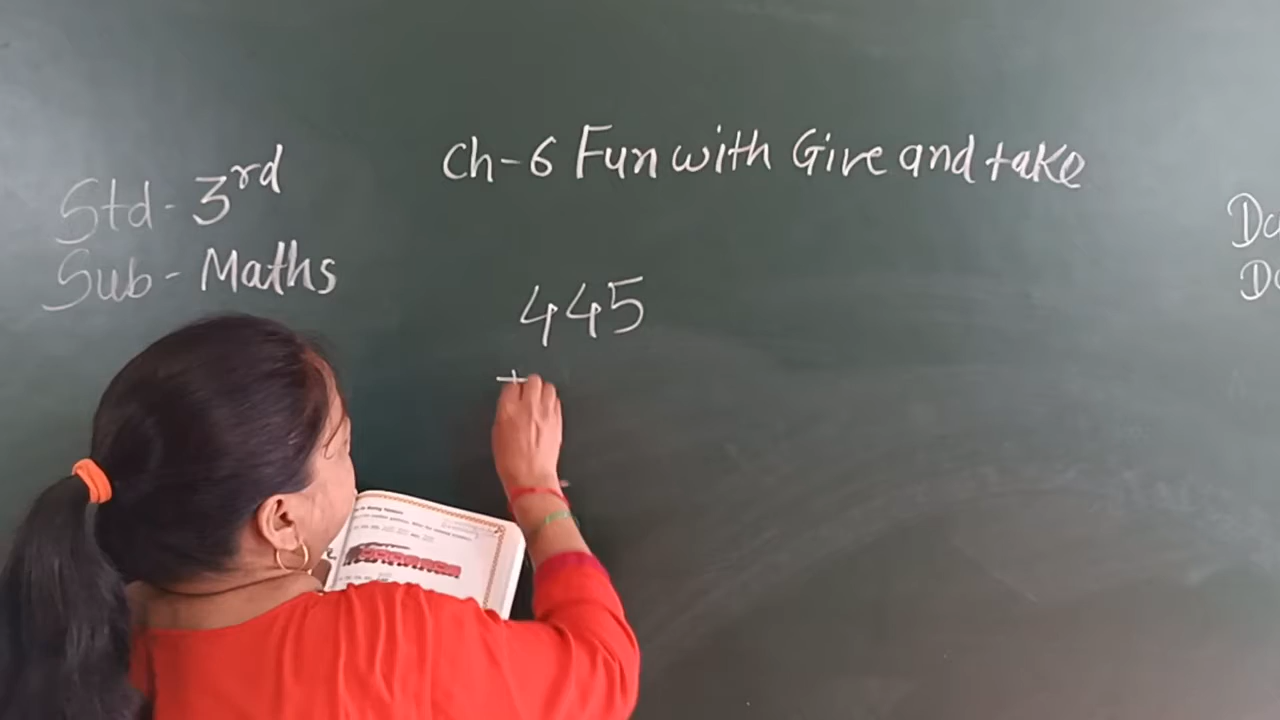 Ch-6 Fun with Give and take
Std- 3rd
Sub- Maths
445
+